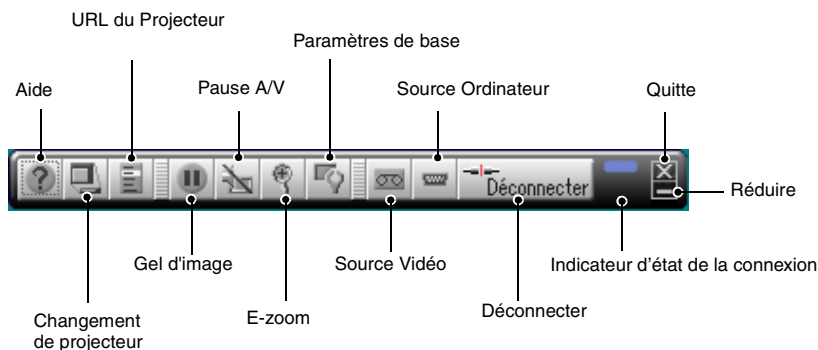 URL du Projecteur
Paramètres de base
Aide
Pause A/V
Source Ordinateur
Quitte
?
Déconnecter
Réduire
Gel d'image
Source Vidéo
Indicateur d’état de la connexion
E-zoom
Déconnecter
Changement
de projecteur